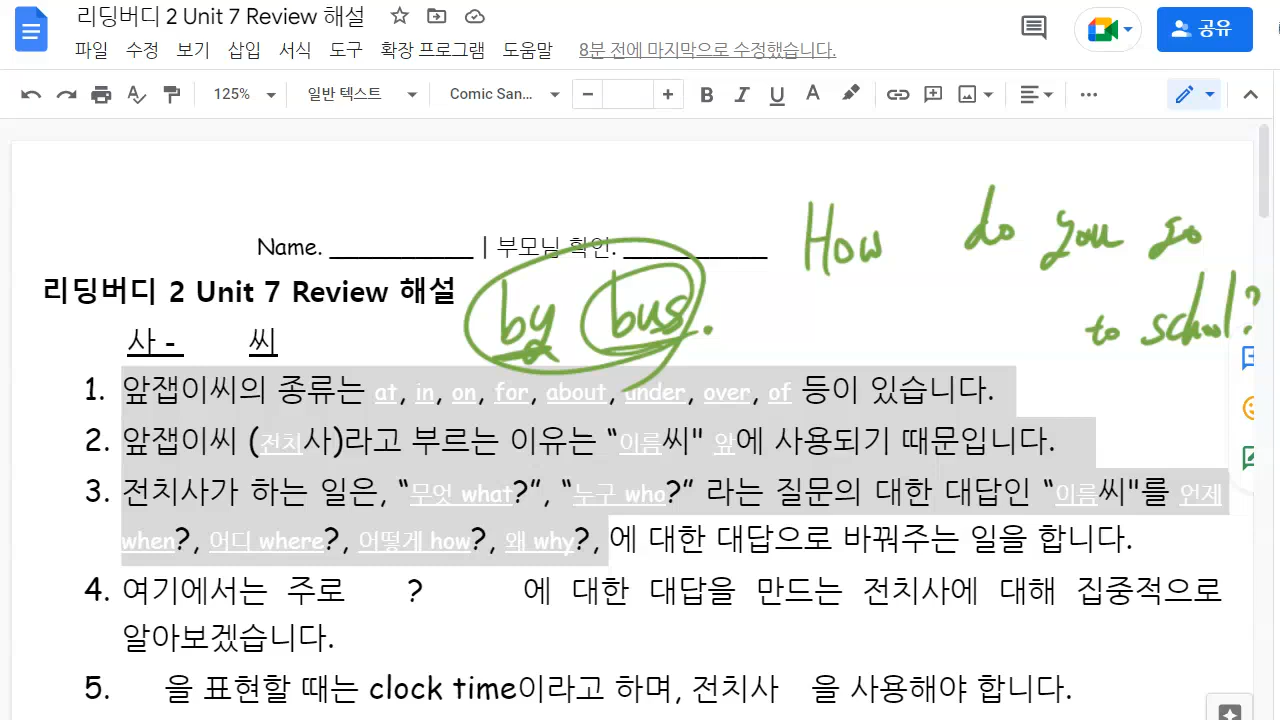 리딩버디 2 Unit 7 Review 해설
파일 수정 보기 삽입 서식 도구 확장 프로그램 도움말 8분 전에 마지막으로 수정했습니다.
공유
125% 일반 텍스트 Comic San... − + B I U A
How do you go
Name. ___________ | 부모님 확인. ___________
리딩버디 2 Unit 7 Review 해설
by bus.
to school?
사 - 씨
1. 앞잽이씨의 종류는 at, in, on, for, about, under, over, of 등이 있습니다.
2. 앞잽이씨 (전치사)라고 부르는 이유는 “이름씨" 앞에 사용되기 때문입니다.
3. 전치사가 하는 일은, “무엇 what?”, “누구 who?” 라는 질문의 대한 대답인 “이름씨"를 언제
when?, 어디 where?, 어떻게 how?, 왜 why?, 에 대한 대답으로 바꿔주는 일을 합니다.
4. 여기에서는 주로 ? 에 대한 대답을 만드는 전치사에 대해 집중적으로
알아보겠습니다.
5. 을 표현할 때는 clock time이라고 하며, 전치사 을 사용해야 합니다.